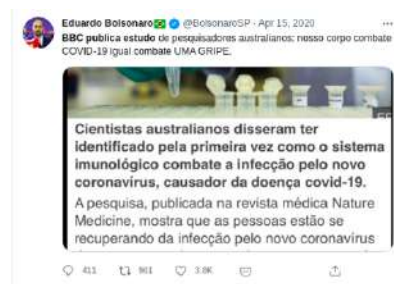 Eduardo Bolsonaro @BolsonaroSP · Apr 15, 2020
BBC publica estudo de pesquisadores australianos: nosso corpo combate
COVID-19 igual combate UMA GRIPE.
Cientistas australianos disseram ter
identificado pela primeira vez como o sistema
imunológico combate a infecção pelo novo
coronavírus, causador da doença covid-19.
A pesquisa, publicada na revista médica Nature
Medicine, mostra que as pessoas estão se
recuperando da infecção pelo novo coronavírus
411 961 3.8K